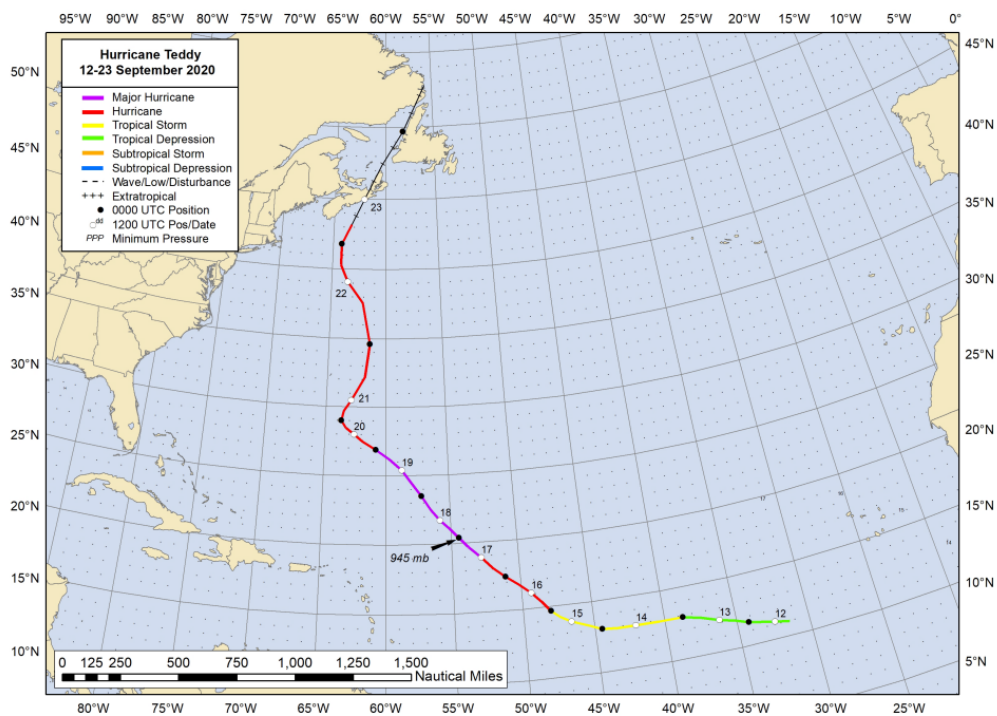 95°W 90°W 85°W 80°W 75°W 70°W 65°W 60°W 55°W 50°W 45°W 40°W 35°W 30°W 25°W 20°W 15°W 10°W 5°W 0°
Hurricane Teddy
12-23 September 2020
Major Hurricane
Hurricane
Tropical Storm
Tropical Depression
Subtropical Storm
Subtropical Depression
Wave/Low/Disturbance
Extratropical
0000 UTC Position
dd 1200 UTC Pos/Date
PPP Minimum Pressure
50°N
45°N
40°N
35°N
30°N
25°N
20°N
15°N
10°N
45°N
40°N
35°N
30°N
25°N
20°N
15°N
10°N
5°N
23
22
21
20
19
18
945 mb
17
16
15
14
13
12
0 125 250 500 750 1,000 1,250 1,500
Nautical Miles
80°W 75°W 70°W 65°W 60°W 55°W 50°W 45°W 40°W 35°W 30°W 25°W